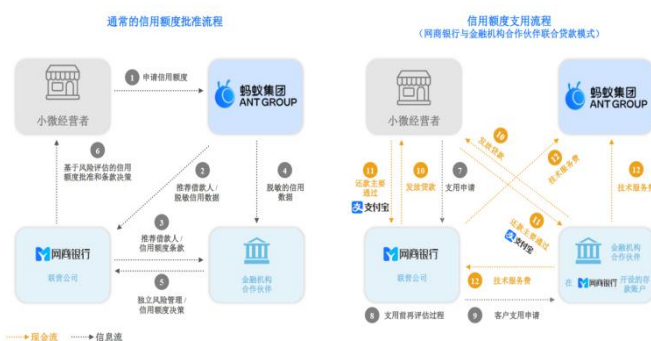 通常的信用额度批准流程
小微经营者
1 申请信用额度
蚂蚁集团
ANT GROUP
6
基于风险评估的信用
额度批准和条款决策
2
推荐借款人/
脱敏信用数据
4
脱敏的信用
数据
3
推荐借款人/
信用额度条款
网商银行
联营公司
5
独立风险管理/
信用额度决策
金融机构
合作伙伴
现金流
信息流
信用额度支用流程
(网商银行与金融机构合作伙伴联合贷款模式)
小微经营者
蚂蚁集团
ANT GROUP
11
还款主要
通过
支付宝
10
发放贷款
7
支用申请
10
发放贷款
12
技术服务费
12
技术服务费
11
还款主要通过
支付宝
网商银行
联营公司
12 技术服务费
金融机构
合作伙伴
在 网商银行 开设的存
款账户
8 支用前再评估过程
9 客户支用申请